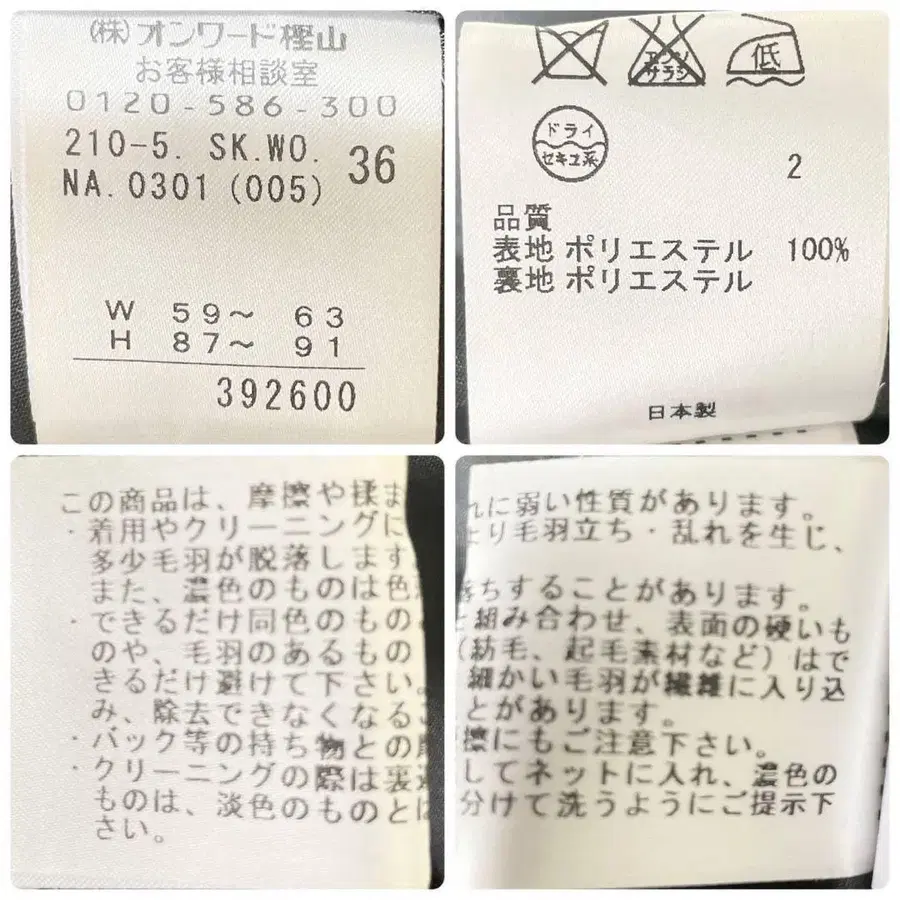 (株)オンワード樫山
お客様相談室
0120-586-300
210-5. SK.WO. 36
NA.0301(005)
W 59～ 63
H 87～ 91
392600
エンソ
サラシ
低
ドライ
セキユ系
2
品質
表地 ポリエステル 100%
裏地 ポリエステル
日本製
この商品は、摩擦や揉ま
・着用やクリーニングに
多少毛羽が脱落します
また、濃色のものは色
・できるだけ同色のもの
のや、毛羽のあるもの
きるだけ避けて下さい。
み、除去できなくなるこ
・バック等の持ち物との
・クリーニングの際は裏
ものは、淡色のものとは
さい。
れに弱い性質があります。
より毛羽立ち・乱れを生じ、
落ちすることがあります。
組み合わせ、表面の硬いも
(紡毛、起毛素材など)はで
細かい毛羽が繊維に入り込
とがあります。
擦にもご注意下さい。
してネットに入れ、濃色の
分けて洗うようにご提示下